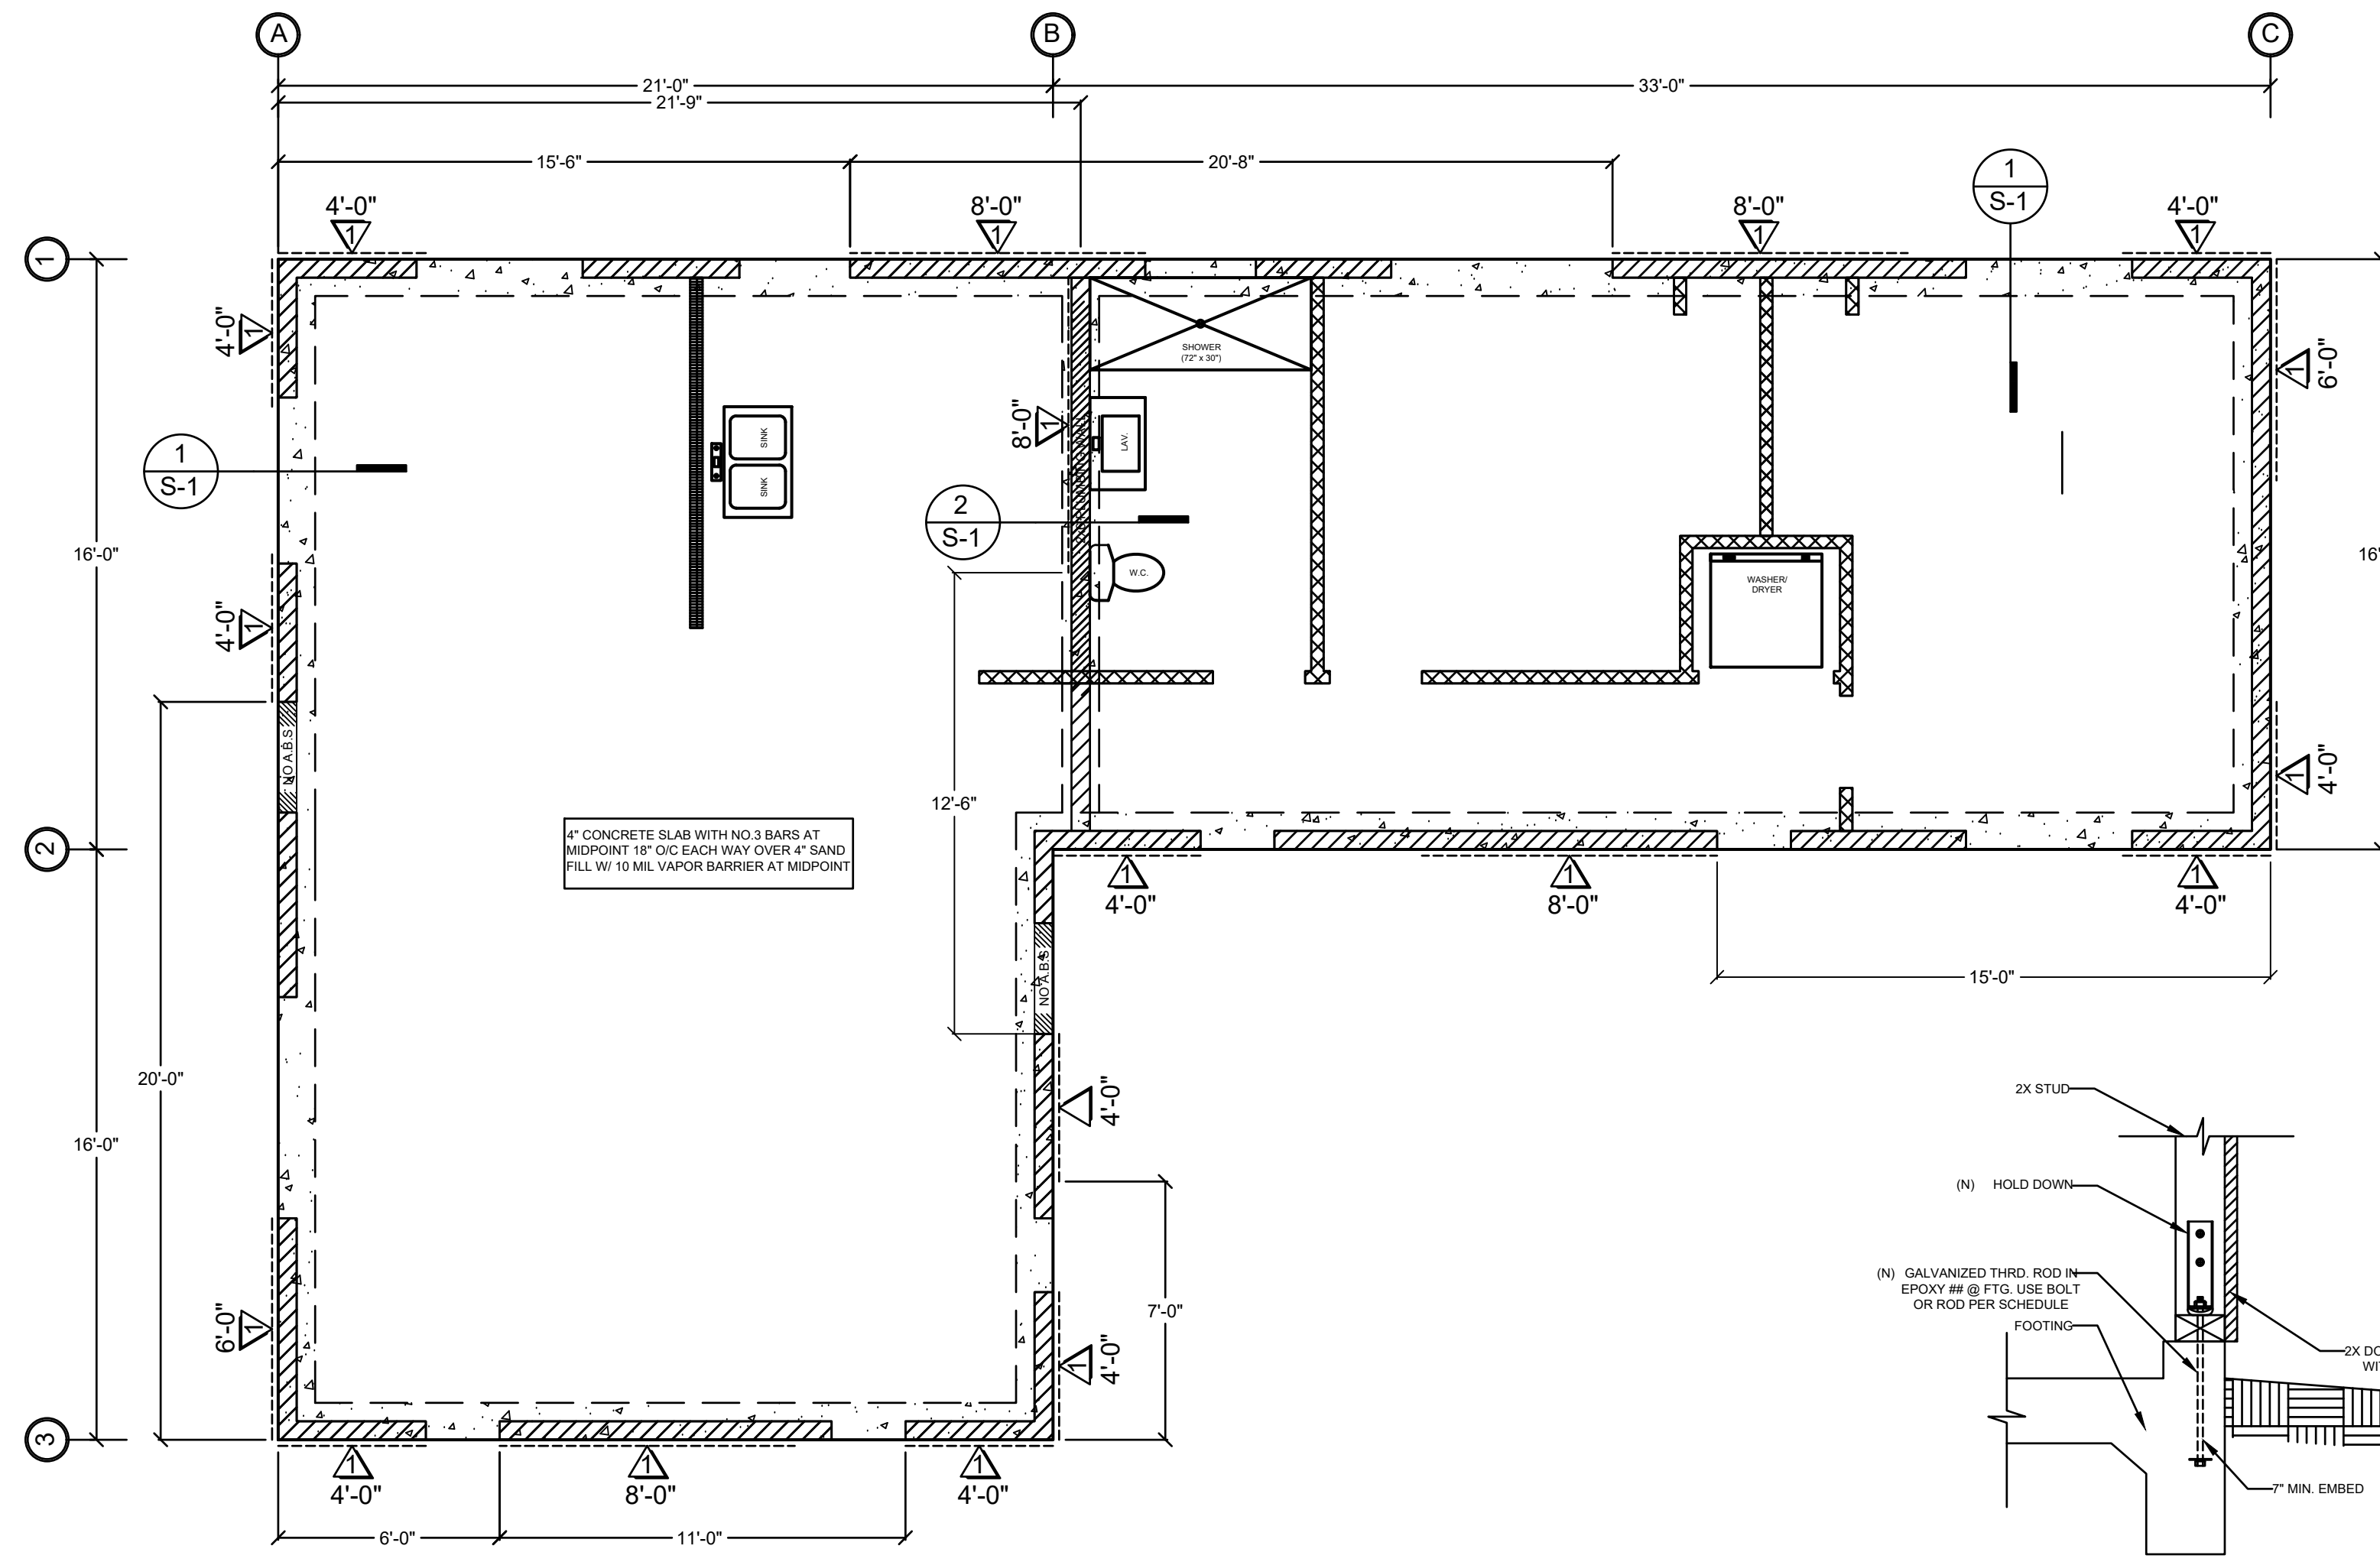 A
B
C
21'-0"
33'-0"
21'-9"
15'-6"
20'-8"
1
S-1
4'-0"
1
8'-0"
1
8'-0"
1
4'-0"
1
1
4'-0"
1
SHOWER
(72" x 30")
6'-0"
1
8'-0"
1
SINK
SINK
LAV.
1
S-1
2
S-1
16'-0"
16'
W.C.
WASHER/
DRYER
4'-0"
1
NO A.B.S
4'-0"
1
12'-6"
4" CONCRETE SLAB WITH NO.3 BARS AT
MIDPOINT 18" O/C EACH WAY OVER 4" SAND
FILL W/ 10 MIL VAPOR BARRIER AT MIDPOINT
2
1
4'-0"
1
8'-0"
1
4'-0"
NO A.B.S
15'-0"
20'-0"
16'-0"
4'-0"
2X STUD
(N) HOLD DOWN
(N) GALVANIZED THRD. ROD IN
EPOXY ## @ FTG. USE BOLT
OR ROD PER SCHEDULE
FOOTING
2X DO
WI
7" MIN. EMBED
7'-0"
6'-0"
1
4'-0"
1
3
1
4'-0"
1
8'-0"
1
4'-0"
6'-0"
11'-0"